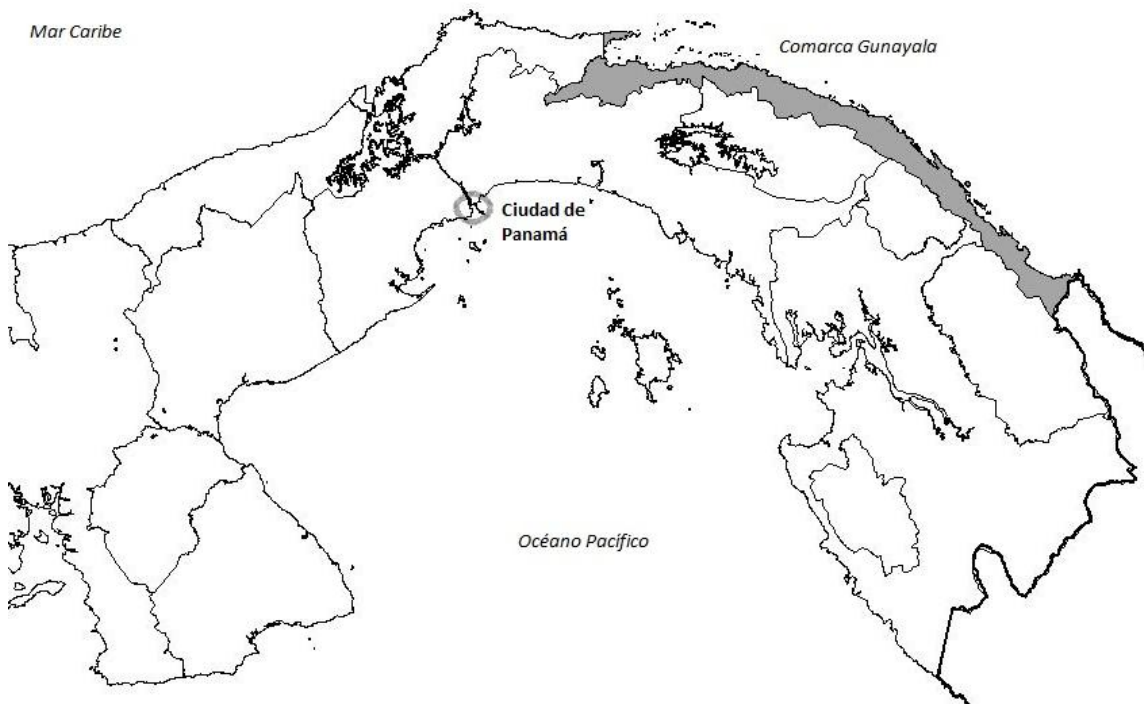 Mar Caribe
Comarca Gunayala
Ciudad de
Panamá
Océano Pacífico